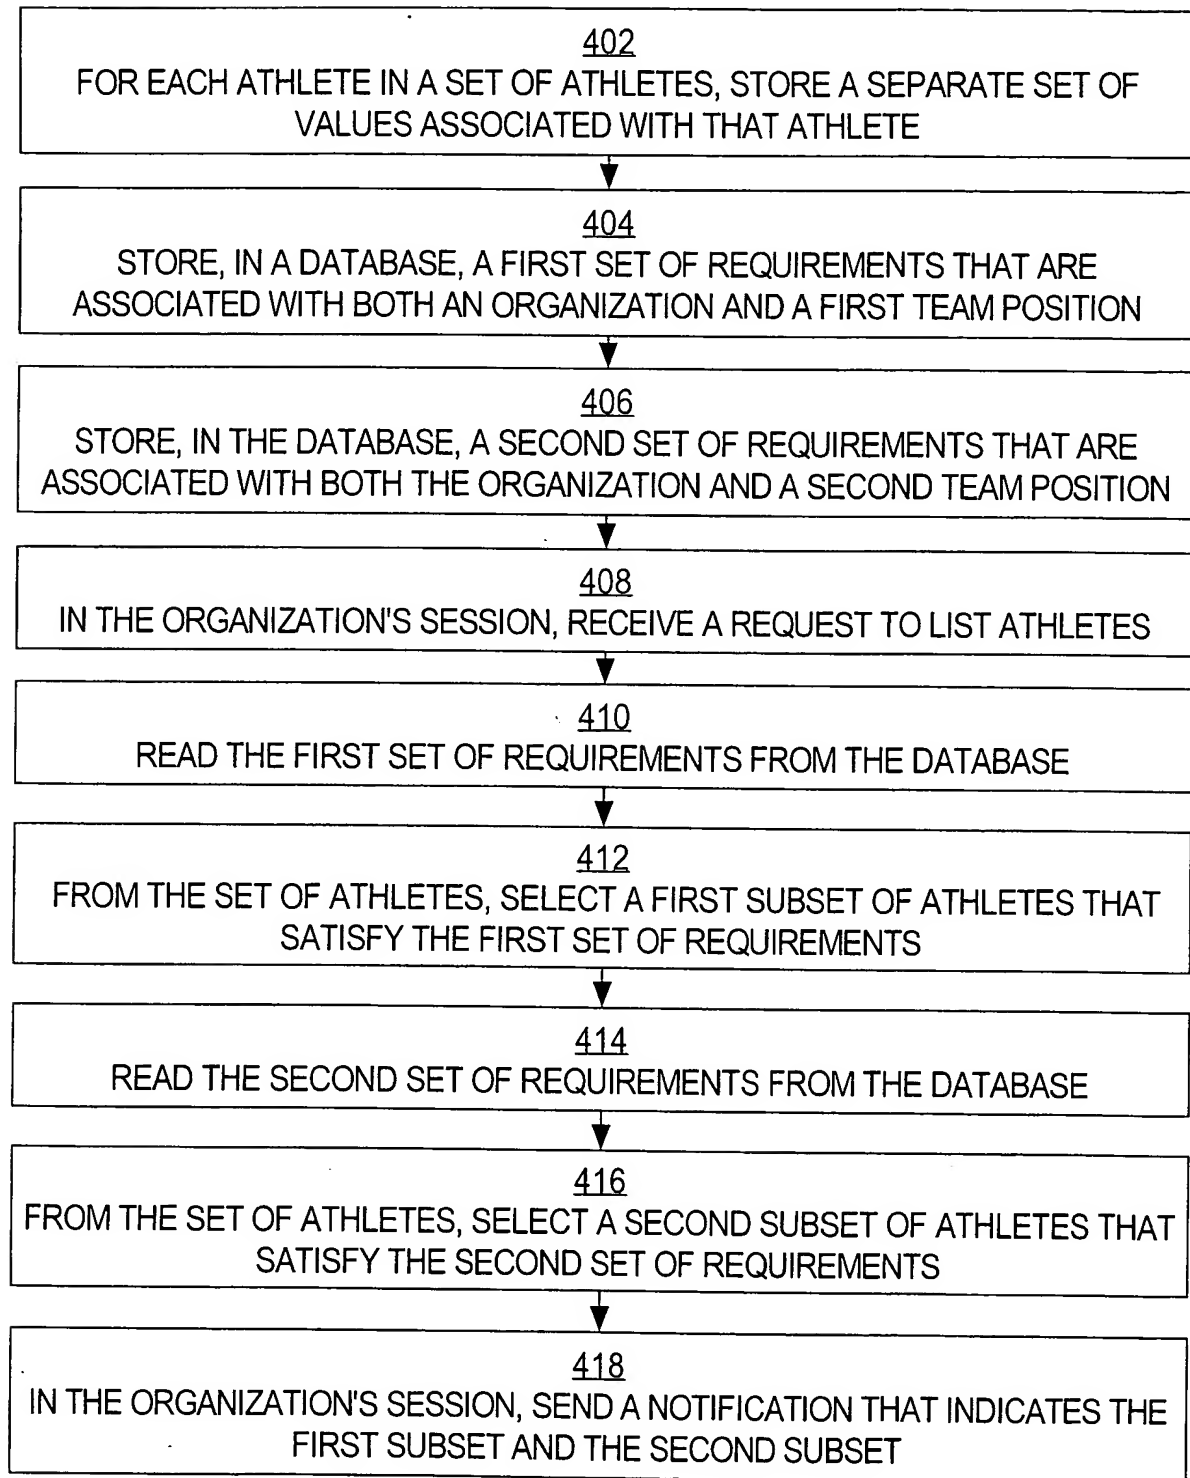 402
FOR EACH ATHLETE IN A SET OF ATHLETES, STORE A SEPARATE SET OF
VALUES ASSOCIATED WITH THAT ATHLETE
404
STORE, IN A DATABASE, A FIRST SET OF REQUIREMENTS THAT ARE
ASSOCIATED WITH BOTH AN ORGANIZATION AND A FIRST TEAM POSITION
406
STORE, IN THE DATABASE, A SECOND SET OF REQUIREMENTS THAT ARE
ASSOCIATED WITH BOTH THE ORGANIZATION AND A SECOND TEAM POSITION
408
IN THE ORGANIZATION'S SESSION, RECEIVE A REQUEST TO LIST ATHLETES
410
READ THE FIRST SET OF REQUIREMENTS FROM THE DATABASE
412
FROM THE SET OF ATHLETES, SELECT A FIRST SUBSET OF ATHLETES THAT
SATISFY THE FIRST SET OF REQUIREMENTS
414
READ THE SECOND SET OF REQUIREMENTS FROM THE DATABASE
416
FROM THE SET OF ATHLETES, SELECT A SECOND SUBSET OF ATHLETES THAT
SATISFY THE SECOND SET OF REQUIREMENTS
418
IN THE ORGANIZATION'S SESSION, SEND A NOTIFICATION THAT INDICATES THE
FIRST SUBSET AND THE SECOND SUBSET